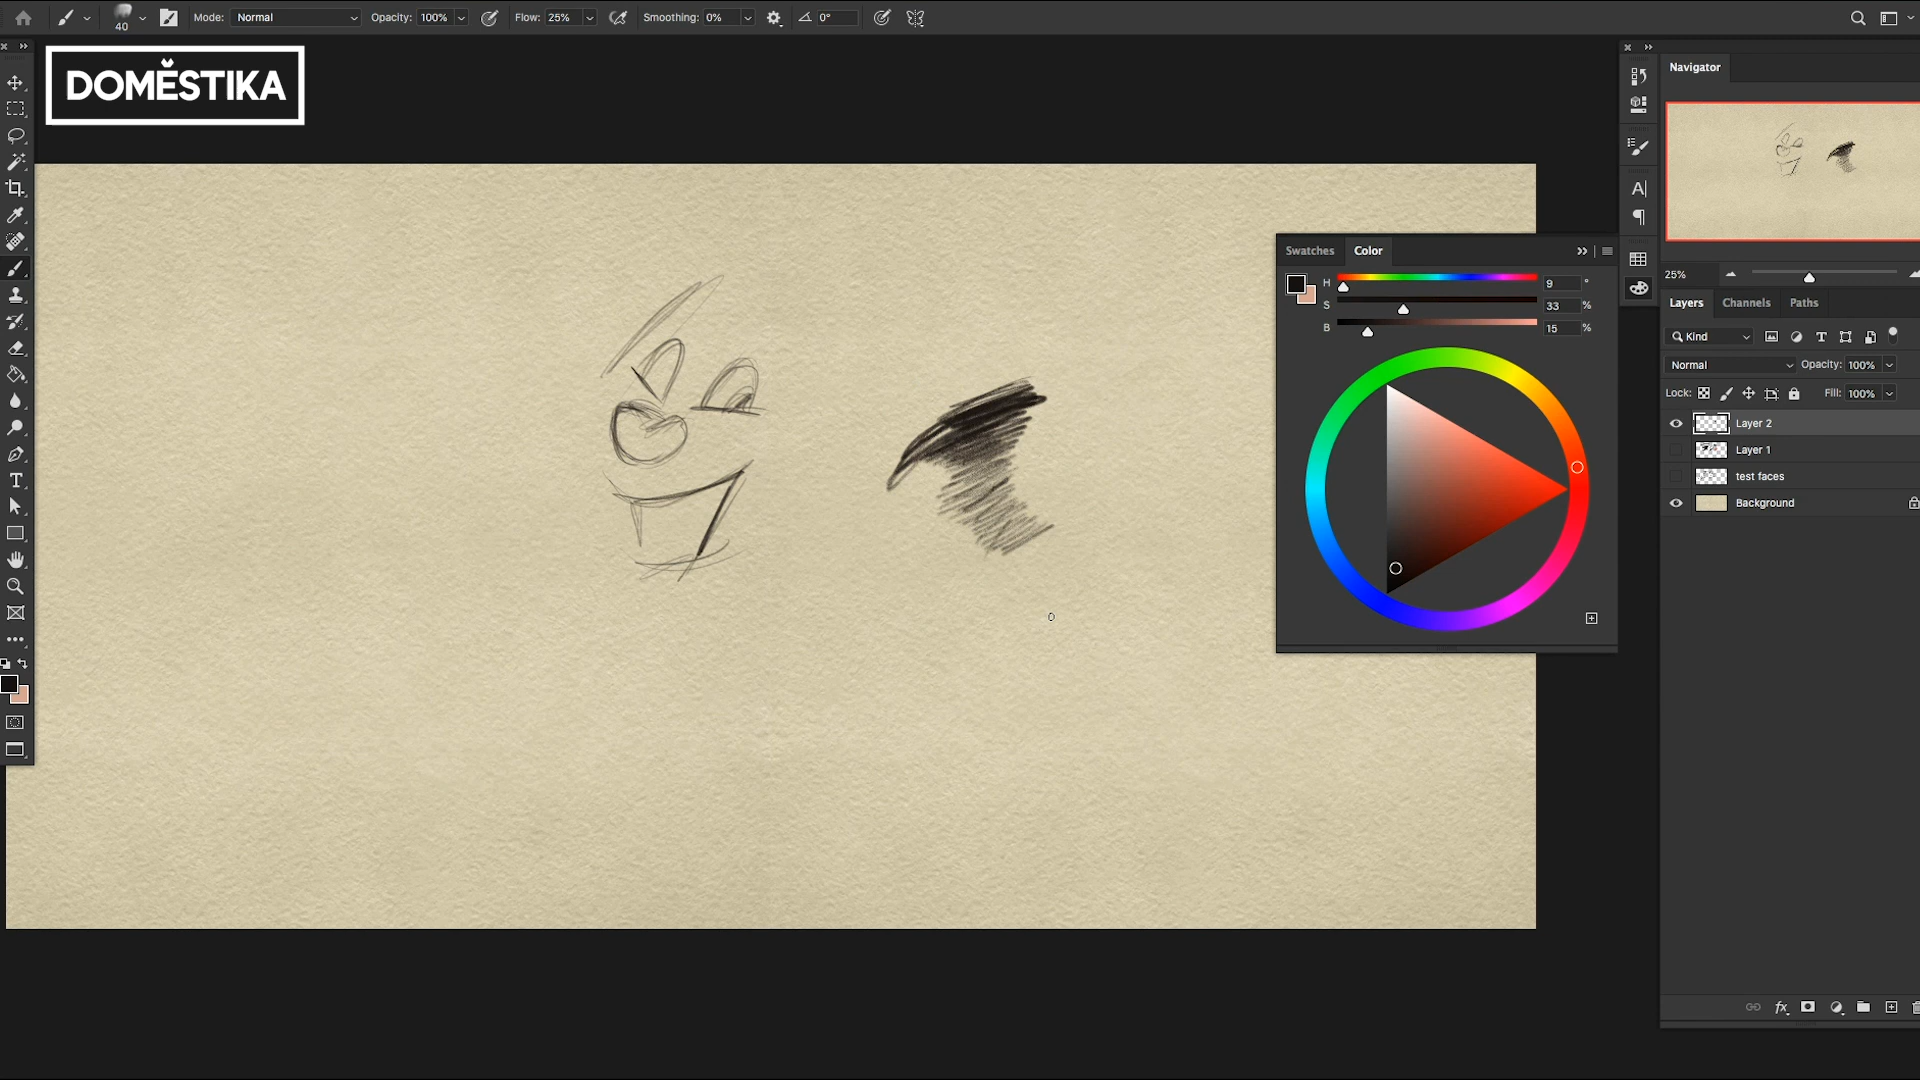 Mode: Normal Opacity: 100% Flow: 25% Smoothing: 0% 0°
40
DOMESTIKA
Navigator
25%
Swatches Color
H 9 °
S 33 %
B 15 %
Layers Channels Paths
Kind
Normal Opacity: 100%
Lock: Fill: 100%
Layer 2
Layer 1
test faces
Background